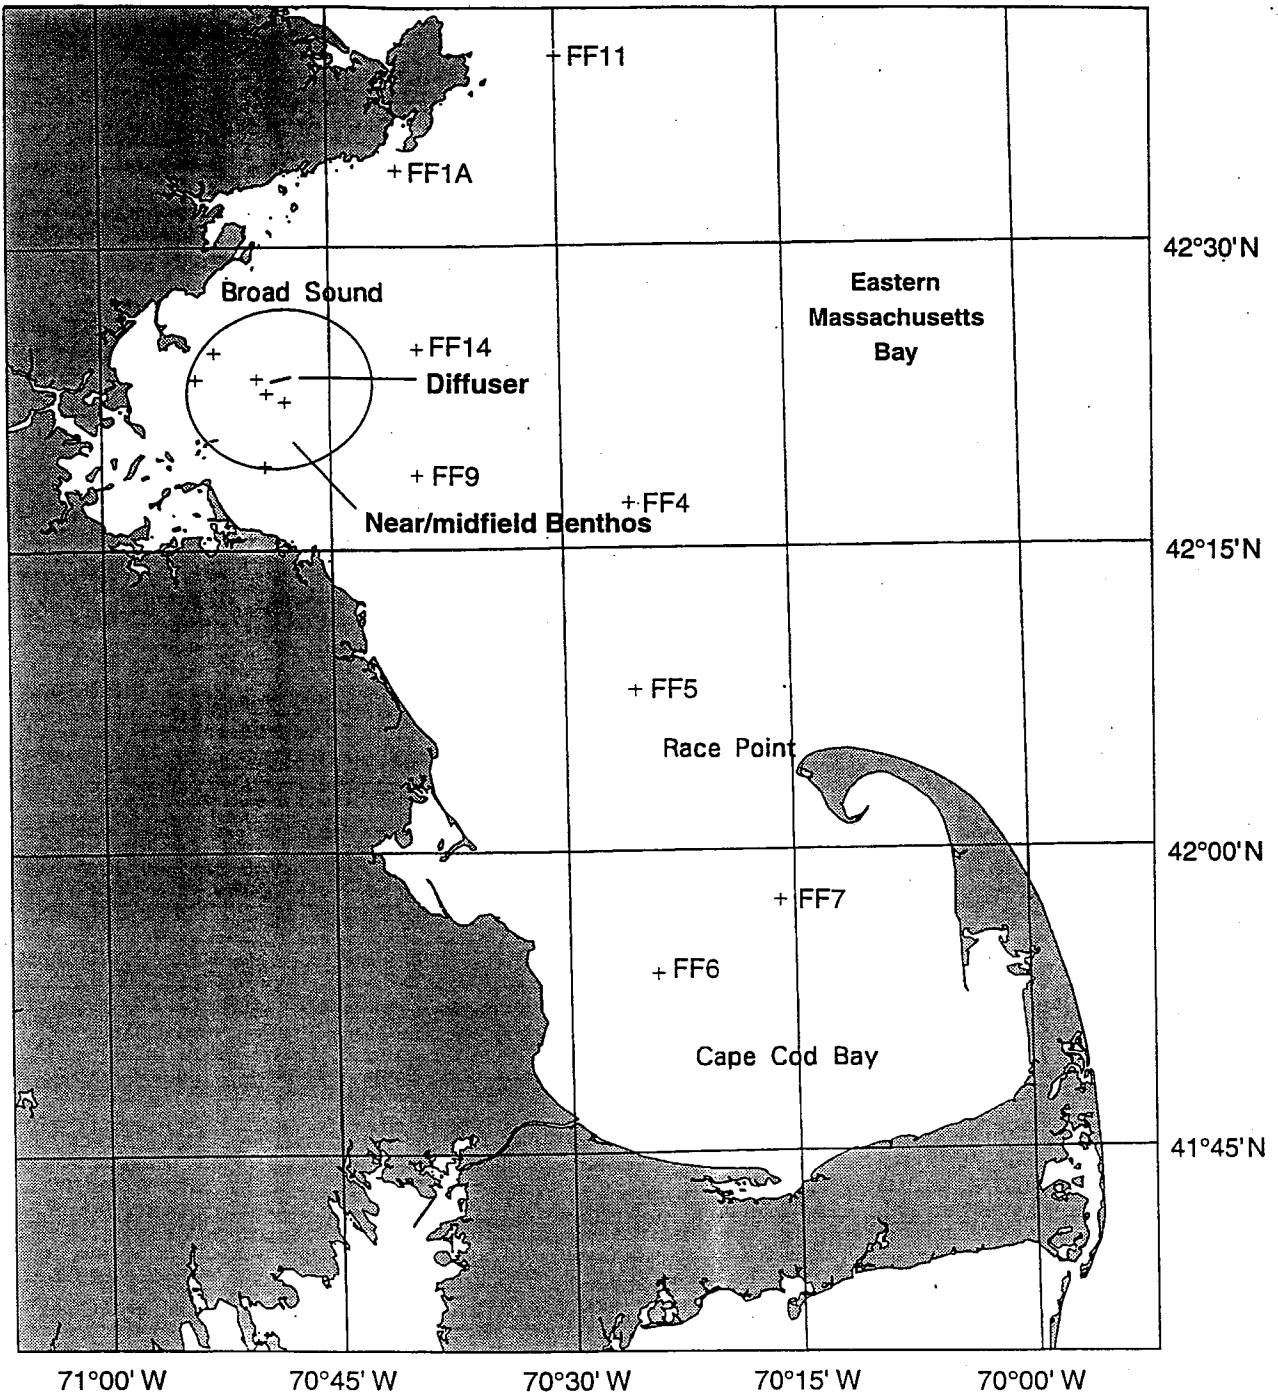 FF11
FF1A
42°30'N
Broad Sound
Eastern
Massachusetts
Bay
FF14
Diffuser
FF9
FF4
Near/midfield Benthos
42°15'N
FF5
Race Point
42°00'N
FF7
FF6
Cape Cod Bay
41°45'N
71°00' W 70°45' W 70°30' W 70°15' W 70°00' W